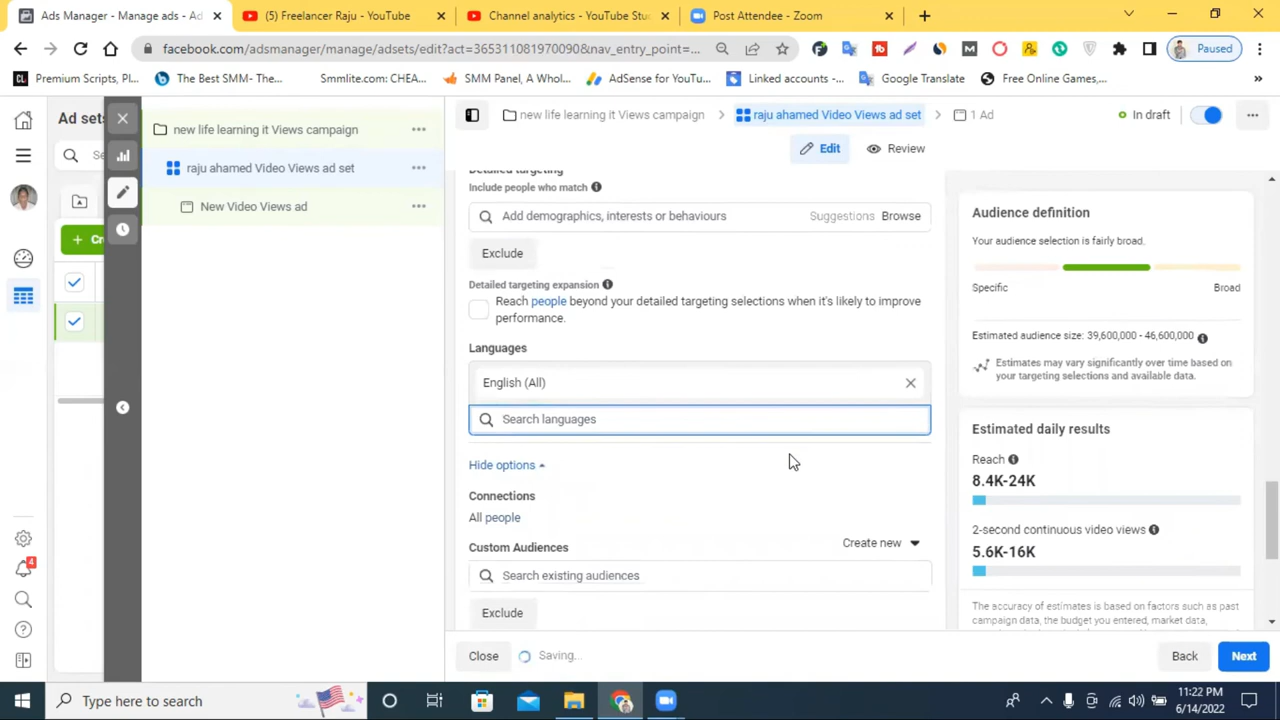 Ads Manager - Manage ads - Ad
(5) Freelancer Raju - YouTube
Channel analytics - YouTube Stu
Post Attendee - Zoom
facebook.com/adsmanager/manage/adsets/edit?act=365311081970090&nav_entry_point=...
Paused
Premium Scripts, Pl...
The Best SMM- The...
Smmlite.com: CHEA...
SMM Panel, A Whol...
AdSense for YouTu...
Linked accounts -...
Google Translate
Free Online Games,...
»
Ad sets
new life learning it Views campaign
raju ahamed Video Views ad set
New Video Views ad
new life learning it Views campaign
raju ahamed Video Views ad set
1 Ad
In draft
Edit
Review
Detailed targeting
Include people who match
Add demographics, interests or behaviours
Suggestions
Browse
Exclude
Detailed targeting expansion
Reach people beyond your detailed targeting selections when it's likely to improve
performance.
Languages
English (All)
Search languages
Hide options
Connections
All people
Custom Audiences
Create new
Search existing audiences
Exclude
Close
Saving...
Back
Next
Audience definition
Your audience selection is fairly broad.
Specific
Broad
Estimated audience size: 39,600,000 - 46,600,000
Estimates may vary significantly over time based on
your targeting selections and available data.
Estimated daily results
Reach
8.4K-24K
2-second continuous video views
5.6K-16K
The accuracy of estimates is based on factors such as past
campaign data, the budget you entered, market data,
4
Type here to search
11:22 PM
6/14/2022